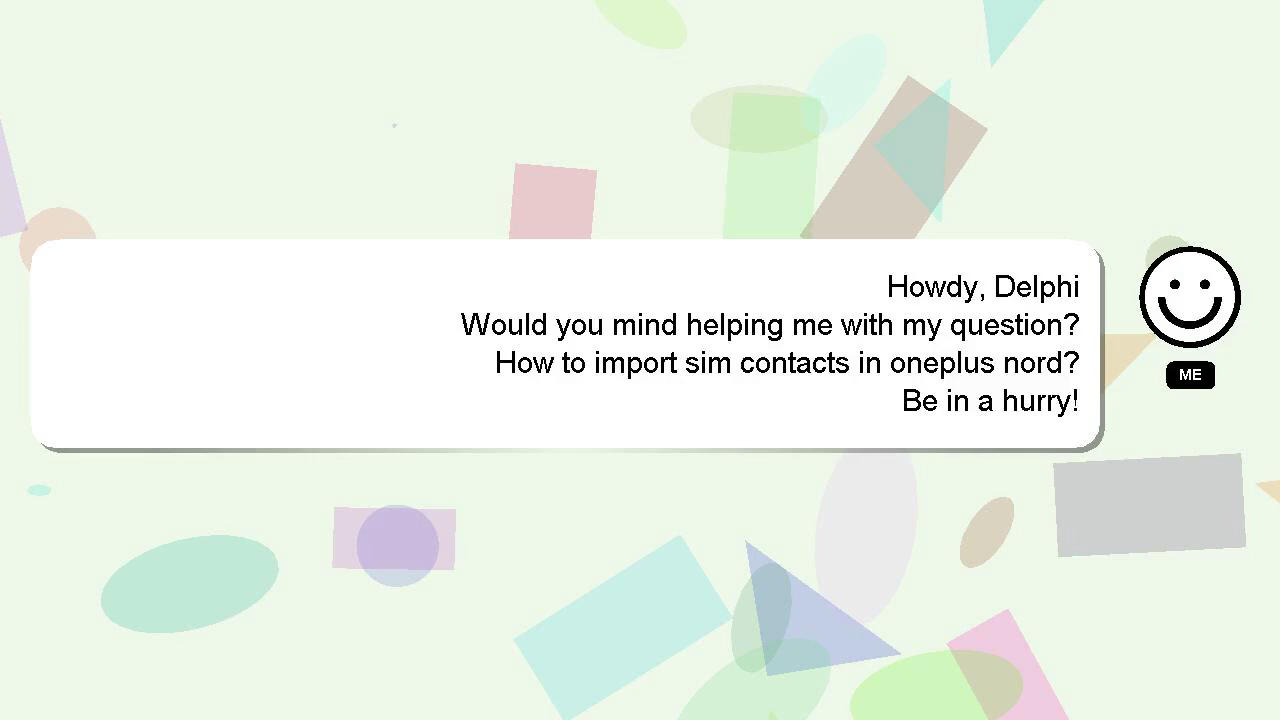 Howdy, Delphi
Would you mind helping me with my question?
How to import sim contacts in oneplus nord?
Be in a hurry!
ME